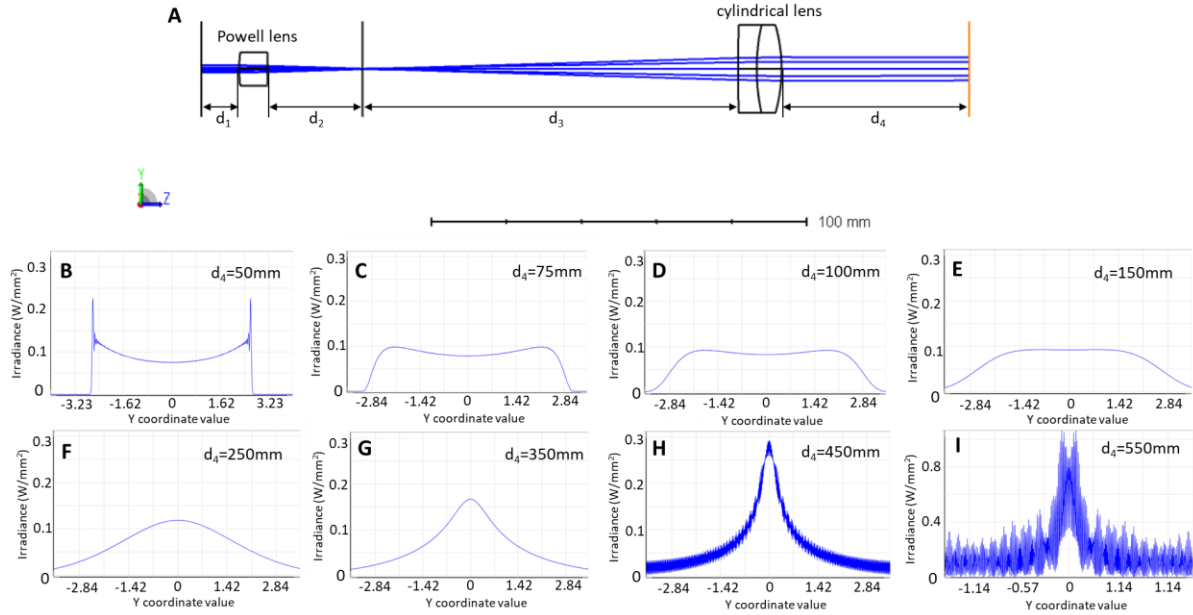 A
cylindrical lens
Powell lens
d1
d2
d3
d4
Y
Z
100 mm
B
d4=50mm
Irradiance (W/mm²)
0.3
0.2
0.1
0
-3.23 -1.62 0 1.62 3.23
Y coordinate value
C
d4=75mm
Irradiance (W/mm²)
0.3
0.2
0.1
0
-2.84 -1.42 0 1.42 2.84
Y coordinate value
D
d4=100mm
Irradiance (W/mm²)
0.3
0.2
0.1
0
-2.84 -1.42 0 1.42 2.84
Y coordinate value
E
d4=150mm
Irradiance (W/mm²)
0.3
0.2
0.1
0
-2.84 -1.42 0 1.42 2.84
Y coordinate value
F
d4=250mm
Irradiance (W/mm²)
0.3
0.2
0.1
0
-2.84 -1.42 0 1.42 2.84
Y coordinate value
G
d4=350mm
Irradiance (W/mm²)
0.3
0.2
0.1
0
-2.84 -1.42 0 1.42 2.84
Y coordinate value
H
d4=450mm
Irradiance (W/mm²)
0.3
0.2
0.1
0
-2.84 -1.42 0 1.42 2.84
Y coordinate value
I
d4=550mm
Irradiance (W/mm²)
0.8
0.4
0
-1.14 -0.57 0 1.14 1.14
Y coordinate value